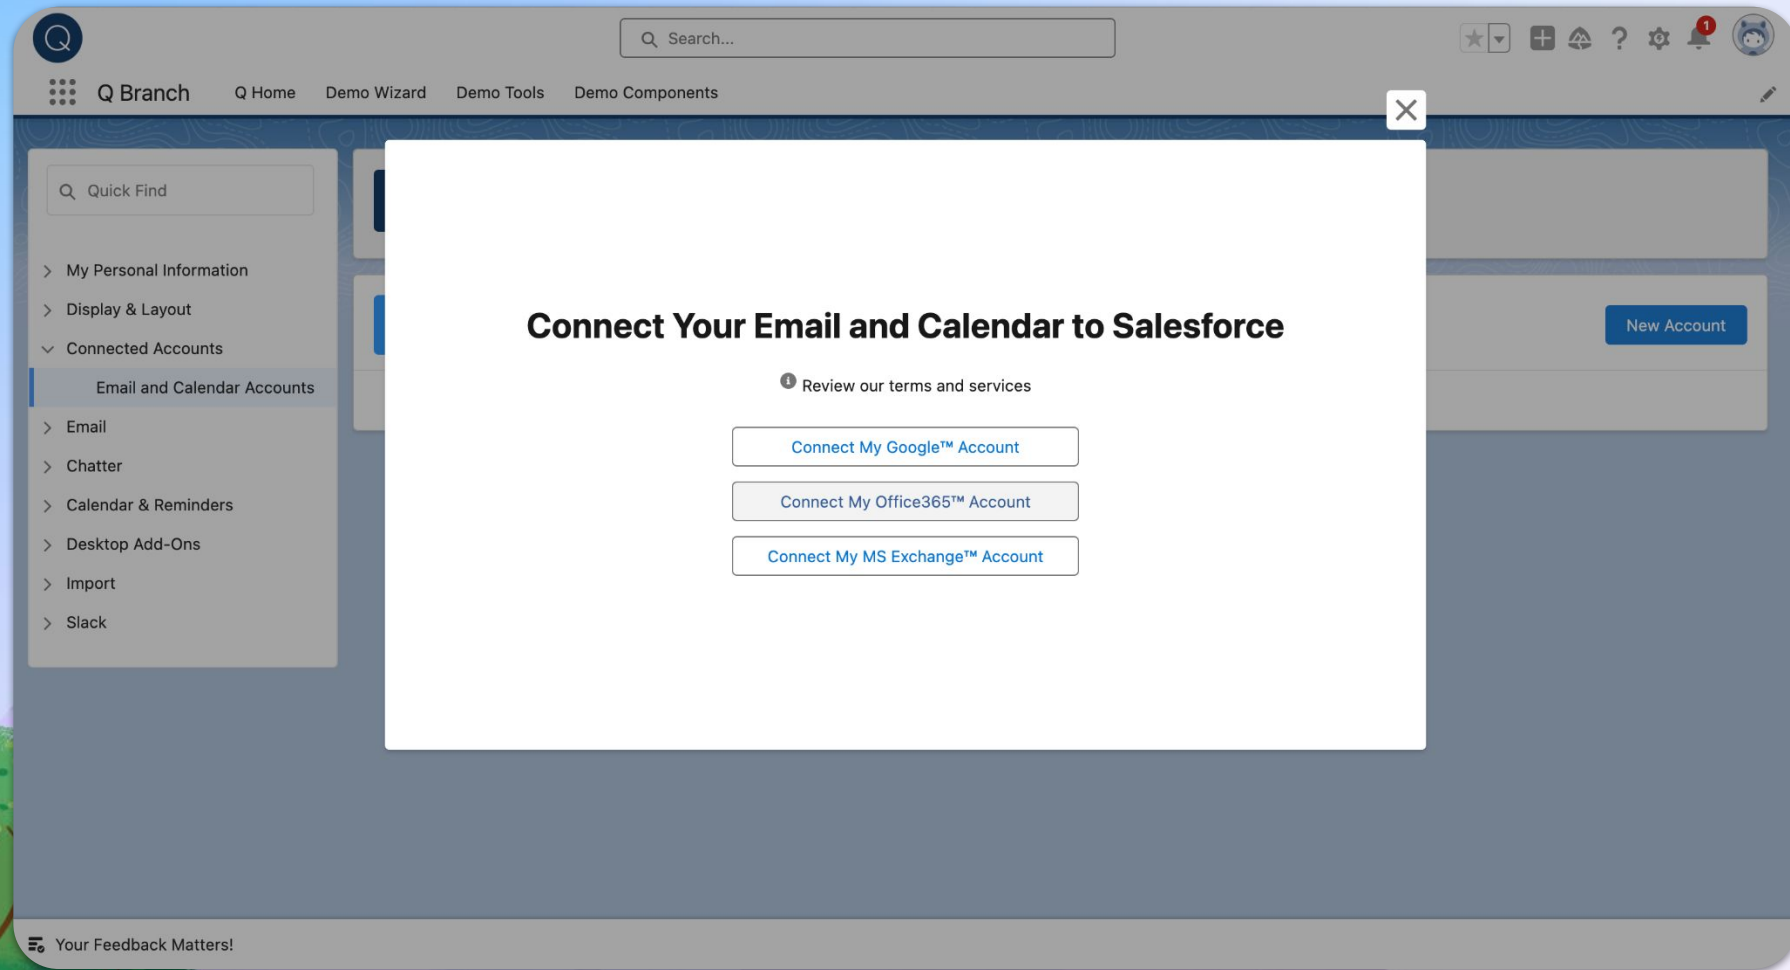 Q
Search...
1
Q Branch
Q Home
Demo Wizard
Demo Tools
Demo Components
Quick Find
My Personal Information
Display & Layout
Connected Accounts
Email and Calendar Accounts
Email
Chatter
Calendar & Reminders
Desktop Add-Ons
Import
Slack
Connect Your Email and Calendar to Salesforce
Review our terms and services
Connect My Google™ Account
Connect My Office365™ Account
Connect My MS Exchange™ Account
New Account
Your Feedback Matters!